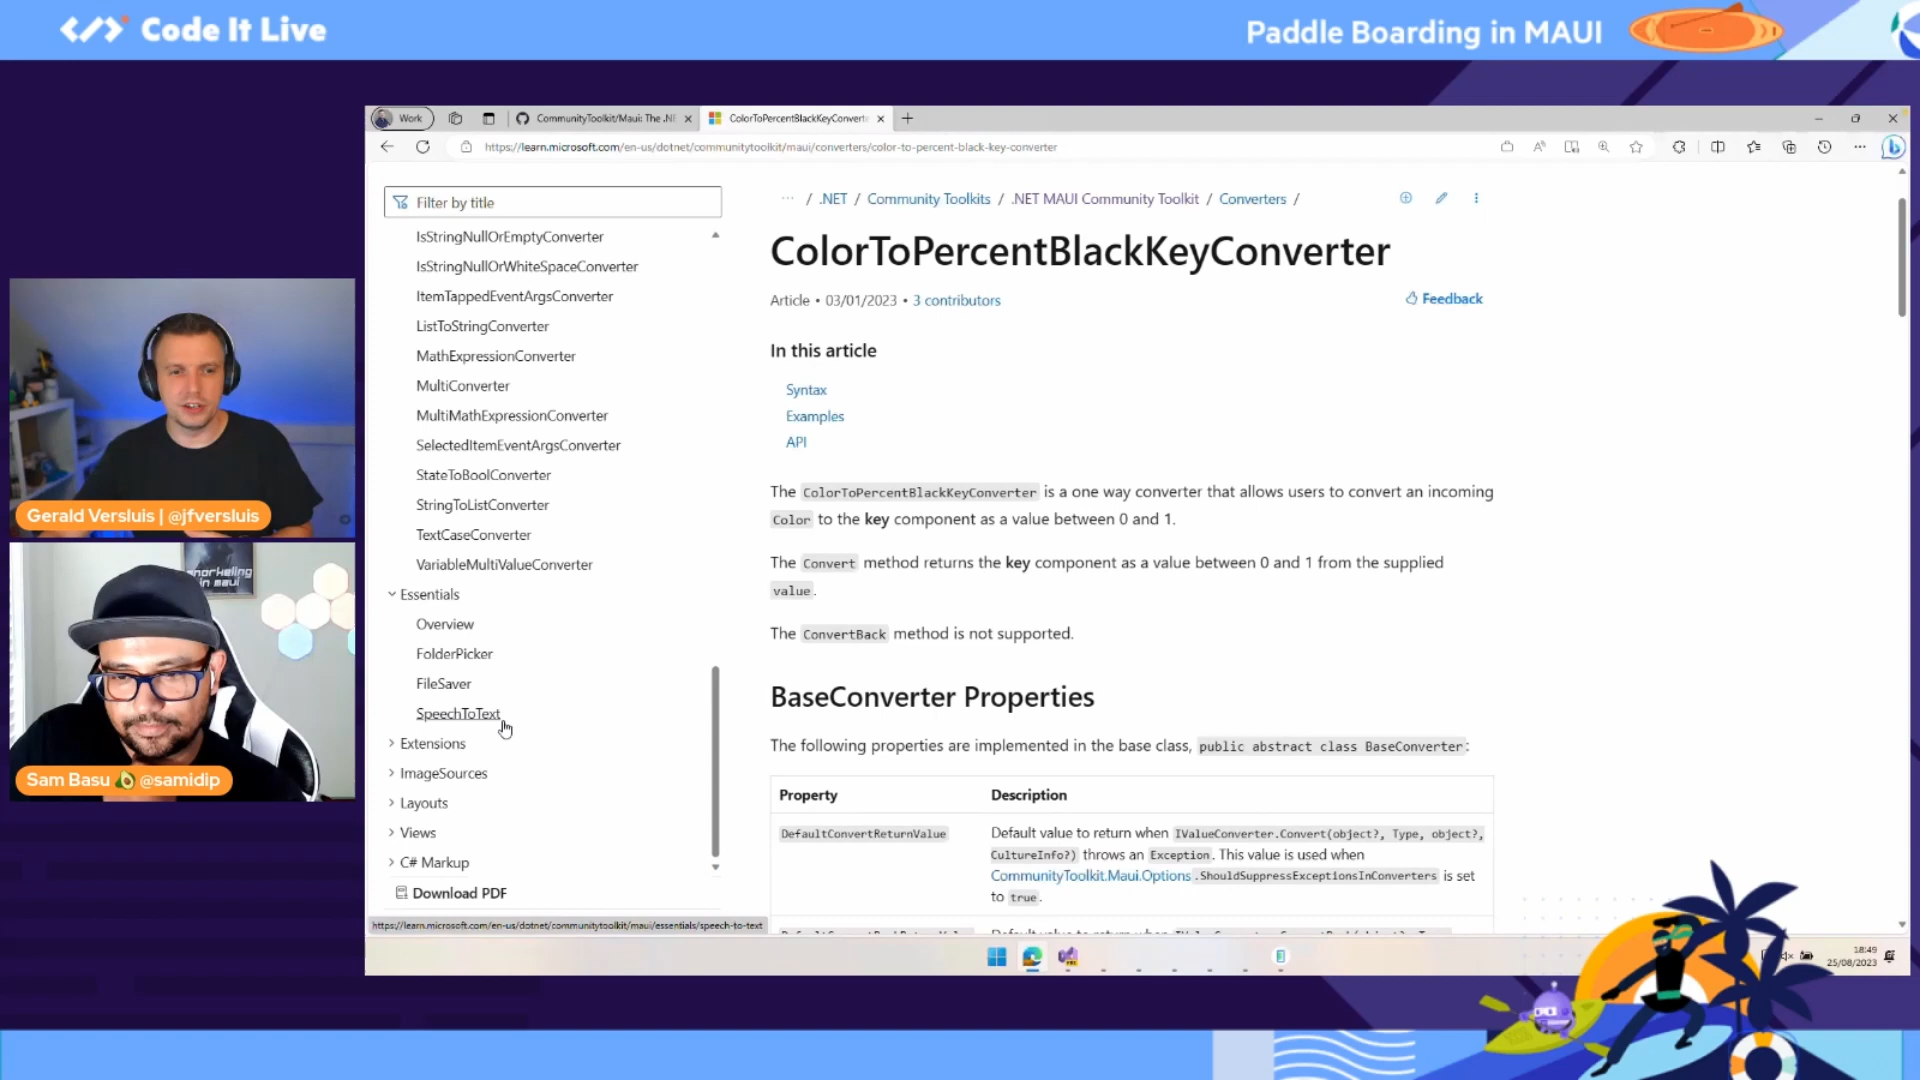 Code It Live
Paddle Boarding in MAUI
Work
CommunityToolkit/Maui: The .NE
ColorToPercentBlackKeyConverte
https://learn.microsoft.com/en-us/dotnet/communitytoolkit/maui/converters/color-to-percent-black-key-converter
Filter by title
IsStringNullOrEmptyConverter
IsStringNullOrWhiteSpaceConverter
ItemTappedEventArgsConverter
ListToStringConverter
MathExpressionConverter
MultiConverter
MultiMathExpressionConverter
SelectedItemEventArgsConverter
StateToBoolConverter
StringToListConverter
TextCaseConverter
VariableMultiValueConverter
Essentials
Overview
FolderPicker
FileSaver
SpeechToText
Extensions
ImageSources
Layouts
Views
C# Markup
Download PDF
https://learn.microsoft.com/en-us/dotnet/communitytoolkit/maui/essentials/speech-to-text
··· / .NET / Community Toolkits / .NET MAUI Community Toolkit / Converters /
ColorToPercentBlackKeyConverter
Article • 03/01/2023 • 3 contributors
Feedback
In this article
Syntax
Examples
API
The ColorToPercentBlackKeyConverter is a one way converter that allows users to convert an incoming
Color to the key component as a value between 0 and 1.
The Convert method returns the key component as a value between 0 and 1 from the supplied
value.
The ConvertBack method is not supported.
BaseConverter Properties
The following properties are implemented in the base class, public abstract class BaseConverter:
Property Description
DefaultConvertReturnValue Default value to return when IValueConverter.Convert(object?, Type, object?,
CultureInfo?) throws an Exception. This value is used when
CommunityToolkit.Maui.Options.ShouldSuppressExceptionsInConverters is set
to true.
18:49
25/08/2023
Gerald Versluis | @jfversluis
snorkeling
in maui
Sam Basu 🥑 @samidip